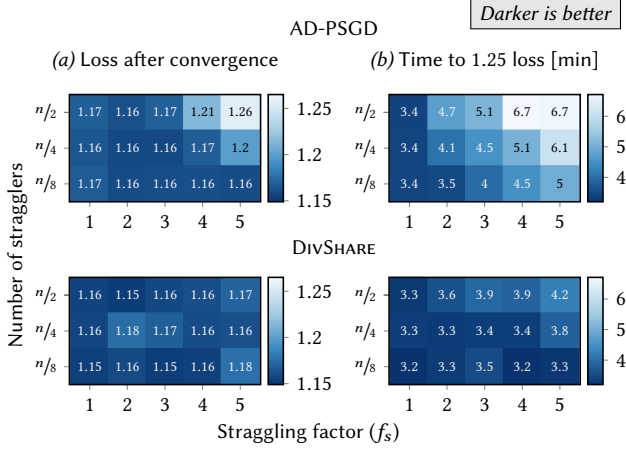 Darker is better
AD-PSGD
(a) Loss after convergence
(b) Time to 1.25 loss [min]
Number of stragglers
n/2 1.17 1.16 1.17 1.21 1.26
n/4 1.16 1.16 1.16 1.17 1.2
n/8 1.17 1.16 1.16 1.16 1.16
1 2 3 4 5
1.25
1.2
1.15
n/2 3.4 4.7 5.1 6.7 6.7
n/4 3.4 4.1 4.5 5.1 6.1
n/8 3.4 3.5 4 4.5 5
1 2 3 4 5
6
5
4
DIVSHARE
n/2 1.16 1.15 1.16 1.16 1.17
n/4 1.16 1.18 1.17 1.16 1.16
n/8 1.15 1.16 1.16 1.16 1.18
1 2 3 4 5
1.25
1.2
1.15
n/2 3.3 3.6 3.9 3.9 4.2
n/4 3.3 3.3 3.4 3.4 3.8
n/8 3.2 3.3 3.5 3.2 3.3
1 2 3 4 5
6
5
4
Straggling factor (fs)